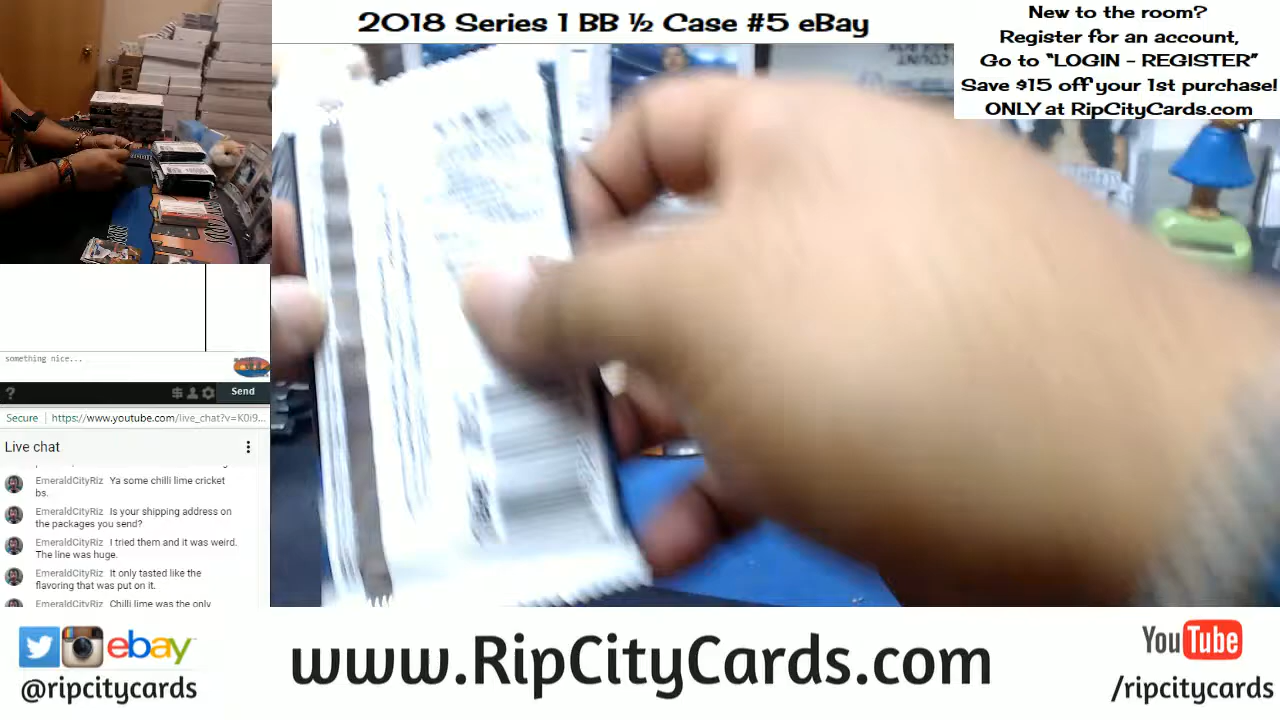 2018 Series 1 BB ½ Case #5 eBay
New to the room?
Register for an account,
Go to “LOGIN - REGISTER”
Save $15 off your 1st purchase!
ONLY at RipCityCards.com
something nice...
?
Send
Secure https://www.youtube.com/live_chat?v=K0i9...
Live chat
EmeraldCityRiz Ya some chilli lime cricket
bs.
EmeraldCityRiz Is your shipping address on
the packages you send?
EmeraldCityRiz I tried them and it was weird.
The line was huge.
EmeraldCityRiz It only tasted like the
flavoring that was put on it.
EmeraldCityRiz Chilli lime was the only
ebay
@ripcitycards
www.RipCityCards.com
YouTube
/ripcitycards